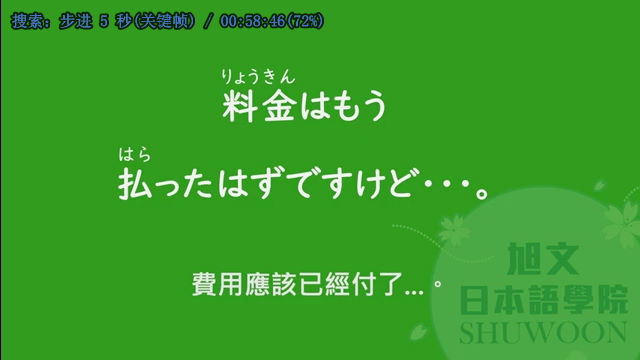 搜索: 步进 5 秒(关键帧) / 00:58:46(72%)
りょうきん
料金はもう
はら
払ったはずですけど･･･。
費用應該已經付了...。
旭文
日本語學院
SHUWOON